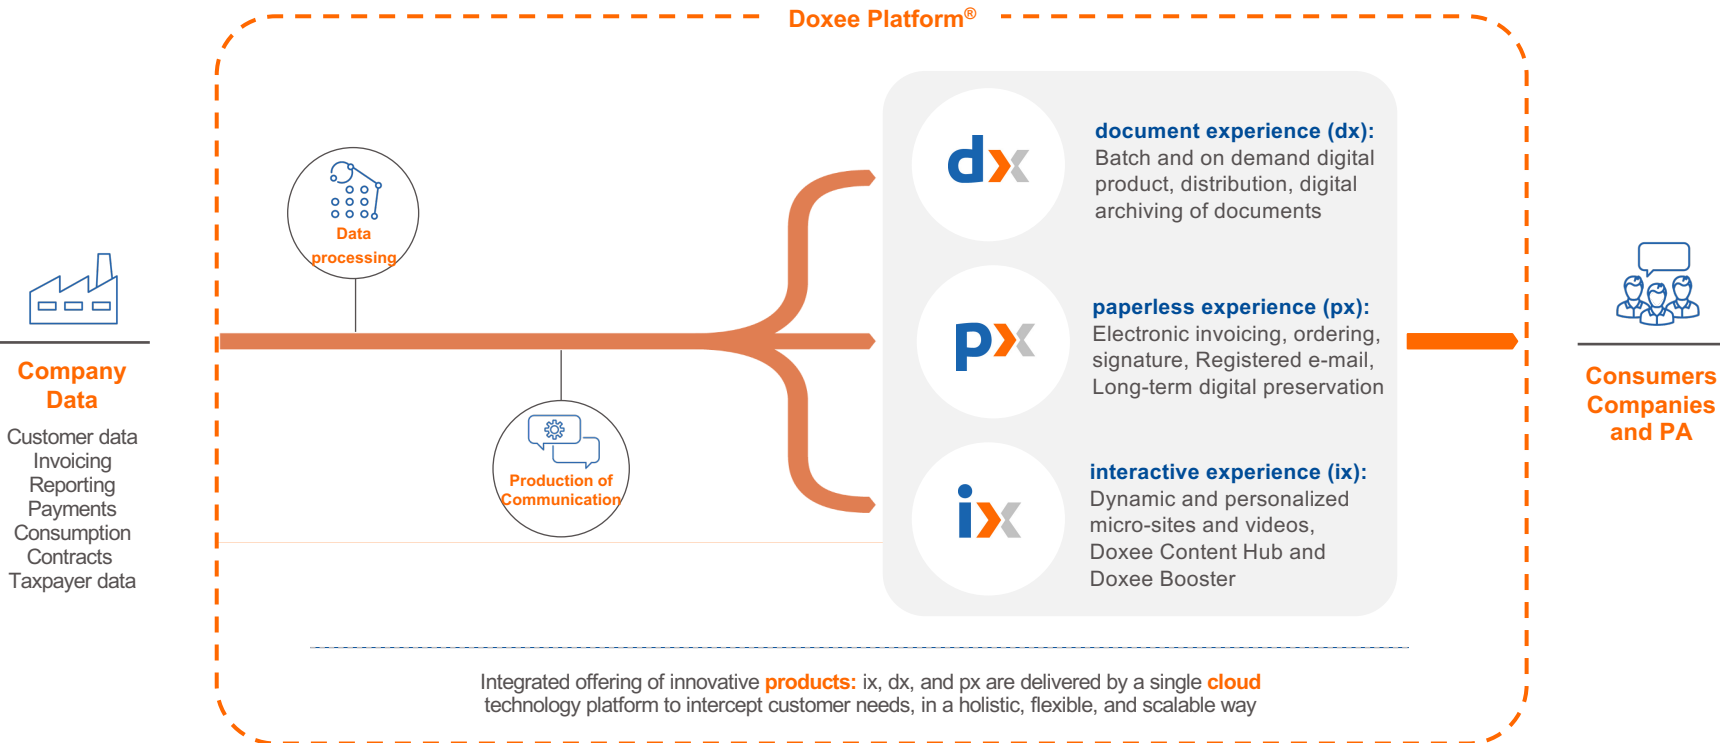 Doxee Platform®
Data
processing
Production of
Communication
Company
Data
Customer data
Invoicing
Reporting
Payments
Consumption
Contracts
Taxpayer data
dx
document experience (dx):
Batch and on demand digital
product, distribution, digital
archiving of documents
px
paperless experience (px):
Electronic invoicing, ordering,
signature, Registered e-mail,
Long-term digital preservation
ix
interactive experience (ix):
Dynamic and personalized
micro-sites and videos,
Doxee Content Hub and
Doxee Booster
Consumers
Companies
and PA
Integrated offering of innovative products: ix, dx, and px are delivered by a single cloud
technology platform to intercept customer needs, in a holistic, flexible, and scalable way